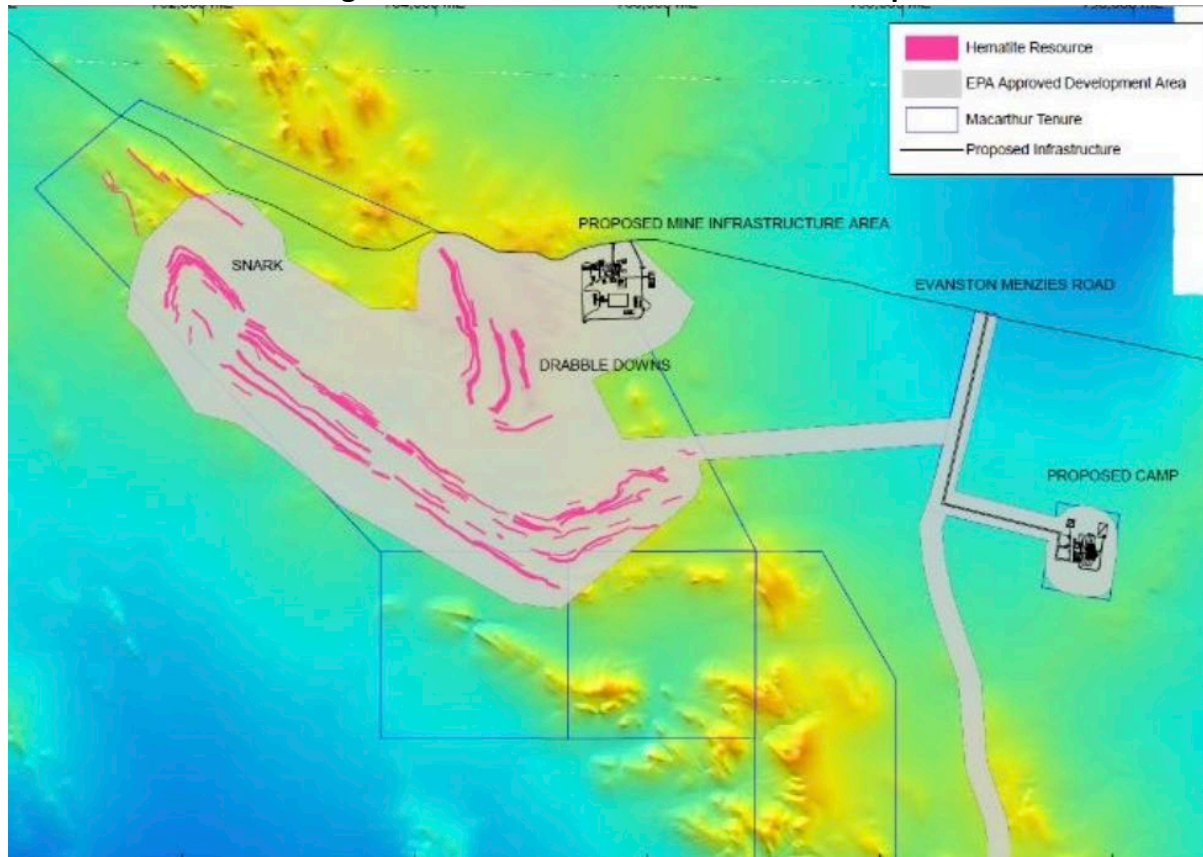 Hematite Resource
EPA Approved Development Area
Macarthur Tenure
Proposed Infrastructure
PROPOSED MINE INFRASTRUCTURE AREA
SNARK
EVANSTON MENZIES ROAD
DRABBLE DOWNS
PROPOSED CAMP